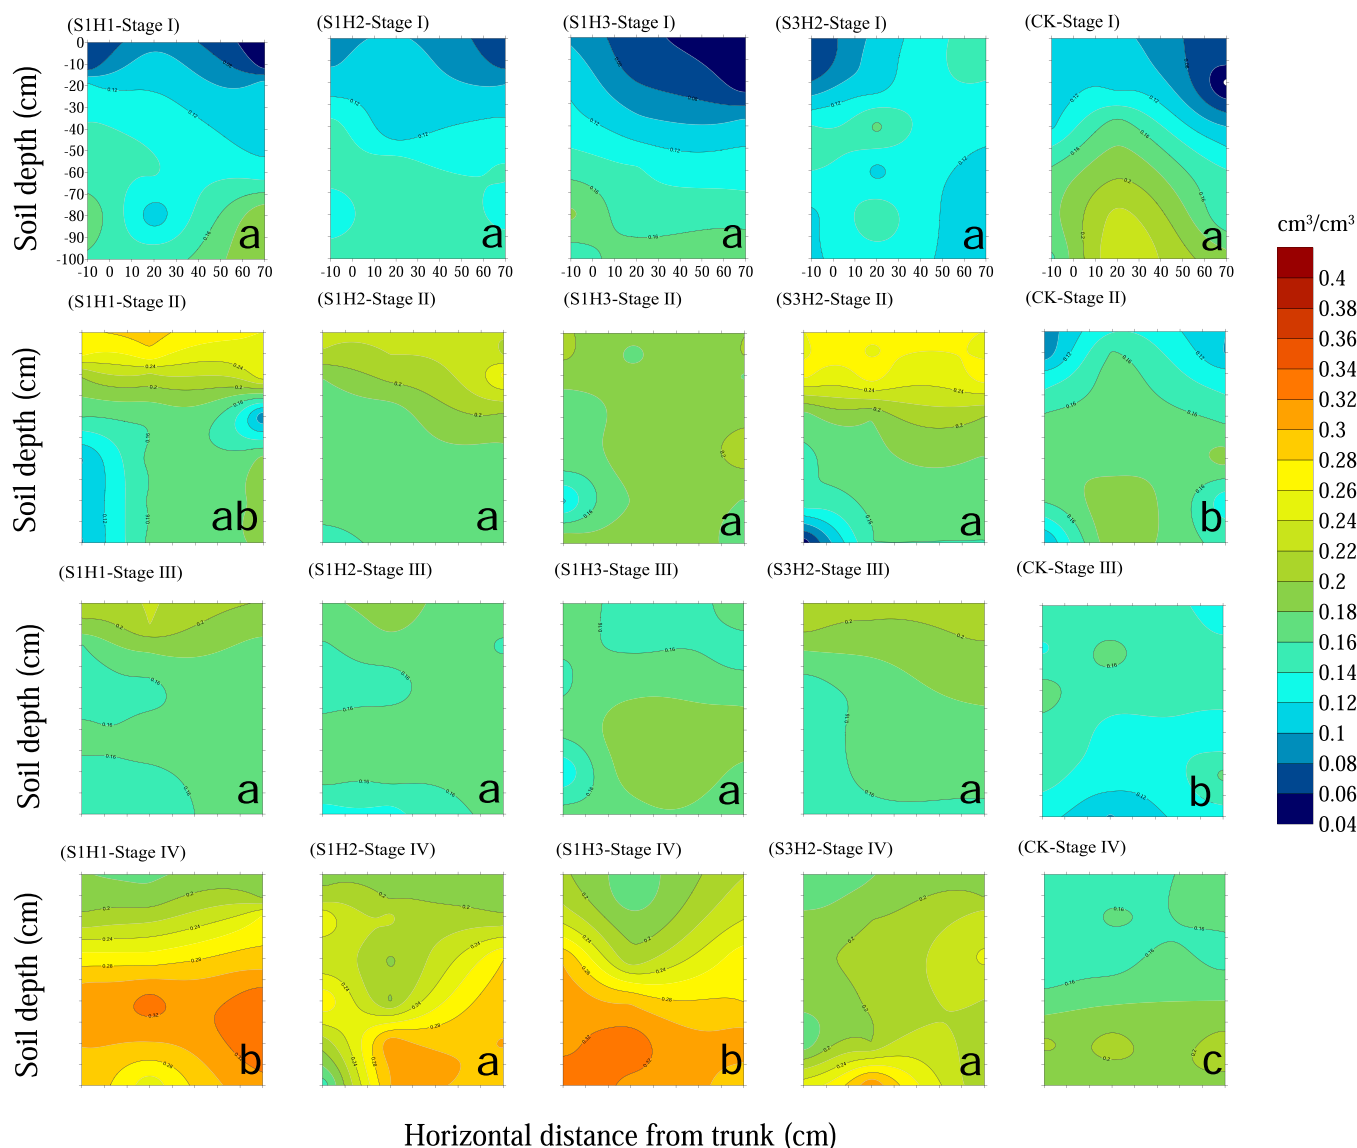 (S1H1-Stage I) (S1H2-Stage I) (S1H3-Stage I) (S3H2-Stage I) (CK-Stage I)
Soil depth (cm)
0
-10
-20
-30
-40
-50
-60
-70
-80
-90
-100
a a a a a
-10 0 10 20 30 40 50 60 70
-10 0 10 20 30 40 50 60 70
-10 0 10 20 30 40 50 60 70
-10 0 10 20 30 40 50 60 70
-10 0 10 20 30 40 50 60 70
(S1H1-Stage II) (S1H2-Stage II) (S1H3-Stage II) (S3H2-Stage II) (CK-Stage II)
Soil depth (cm)
ab a a a b
(S1H1-Stage III) (S1H2-Stage III) (S1H3-Stage III) (S3H2-Stage III) (CK-Stage III)
Soil depth (cm)
a a a a b
(S1H1-Stage IV) (S1H2-Stage IV) (S1H3-Stage IV) (S3H2-Stage IV) (CK-Stage IV)
Soil depth (cm)
b a b a c
Horizontal distance from trunk (cm)
cm³/cm³
0.4
0.38
0.36
0.34
0.32
0.3
0.28
0.26
0.24
0.22
0.2
0.18
0.16
0.14
0.12
0.1
0.08
0.06
0.04